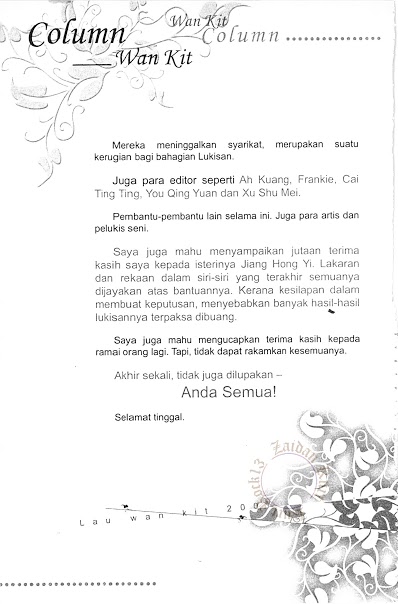 Wan Kit
Column
Column
Wan Kit
Mereka meninggalkan syarikat, merupakan suatu
kerugian bagi bahagian Lukisan.
Juga para editor seperti Ah Kuang, Frankie, Cai
Ting Ting, You Qing Yuan dan Xu Shu Mei.
Pembantu-pembantu lain selama ini. Juga para artis dan
pelukis seni.
Saya juga mahu menyampaikan jutaan terima
kasih saya kepada isterinya Jiang Hong Yi. Lakaran
dan rekaan dalam siri-siri yang terakhir semuanya
dijayakan atas bantuannya. Kerana kesilapan dalam
membuat keputusan, menyebabkan banyak hasil-hasil
lukisannya terpaksa dibuang.
Saya juga mahu mengucapkan terima kasih kepada
ramai orang lagi. Tapi, tidak dapat rakamkan kesemuanya.
Akhir sekali, tidak juga dilupakan –
Anda Semua!
Selamat tinggal.
Lau wan kit